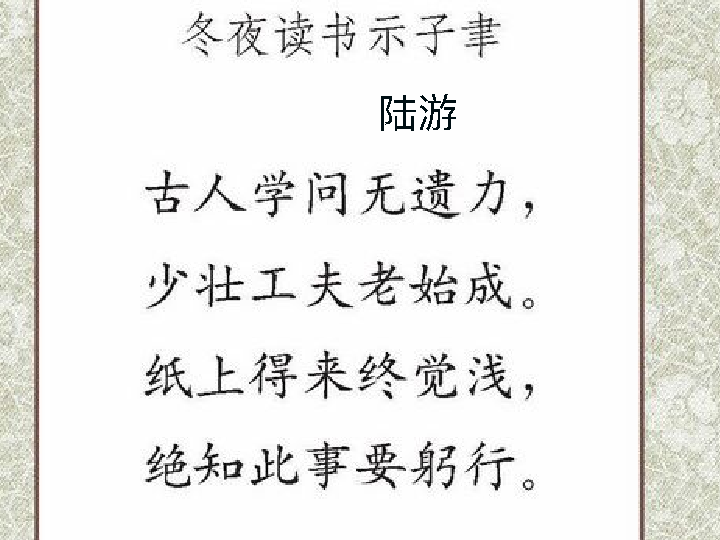 冬夜读书示子聿
陆游
古人学问无遗力，
少壮工夫老始成。
纸上得来终觉浅，
绝知此事要躬行。